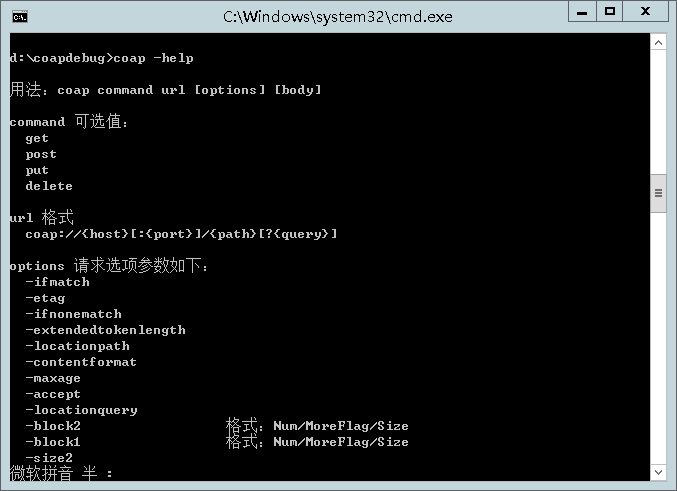 C:\Windows\system32\cmd.exe
d:\coapdebug>coap -help
用法：coap command url [options] [body]
command 可选值：
get
post
put
delete
url 格式
coap://{host}[:{port}]/{path}[?{query}]
options 请求选项参数如下：
-ifmatch
-etag
-ifnonematch
-extendedtokenlength
-locationpath
-contentformat
-maxage
-accept
-locationquery
-block2 格式：Num/MoreFlag/Size
-block1 格式：Num/MoreFlag/Size
-size2
微软拼音 半 :